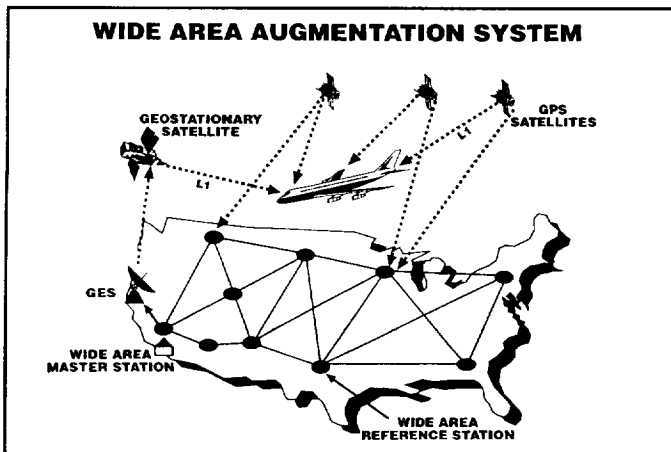 WIDE AREA AUGMENTATION SYSTEM
GEOSTATIONARY
SATELLITE
GPS
SATELLITES
L1
L1
GES
WIDE AREA
MASTER STATION
WIDE AREA
REFERENCE STATION